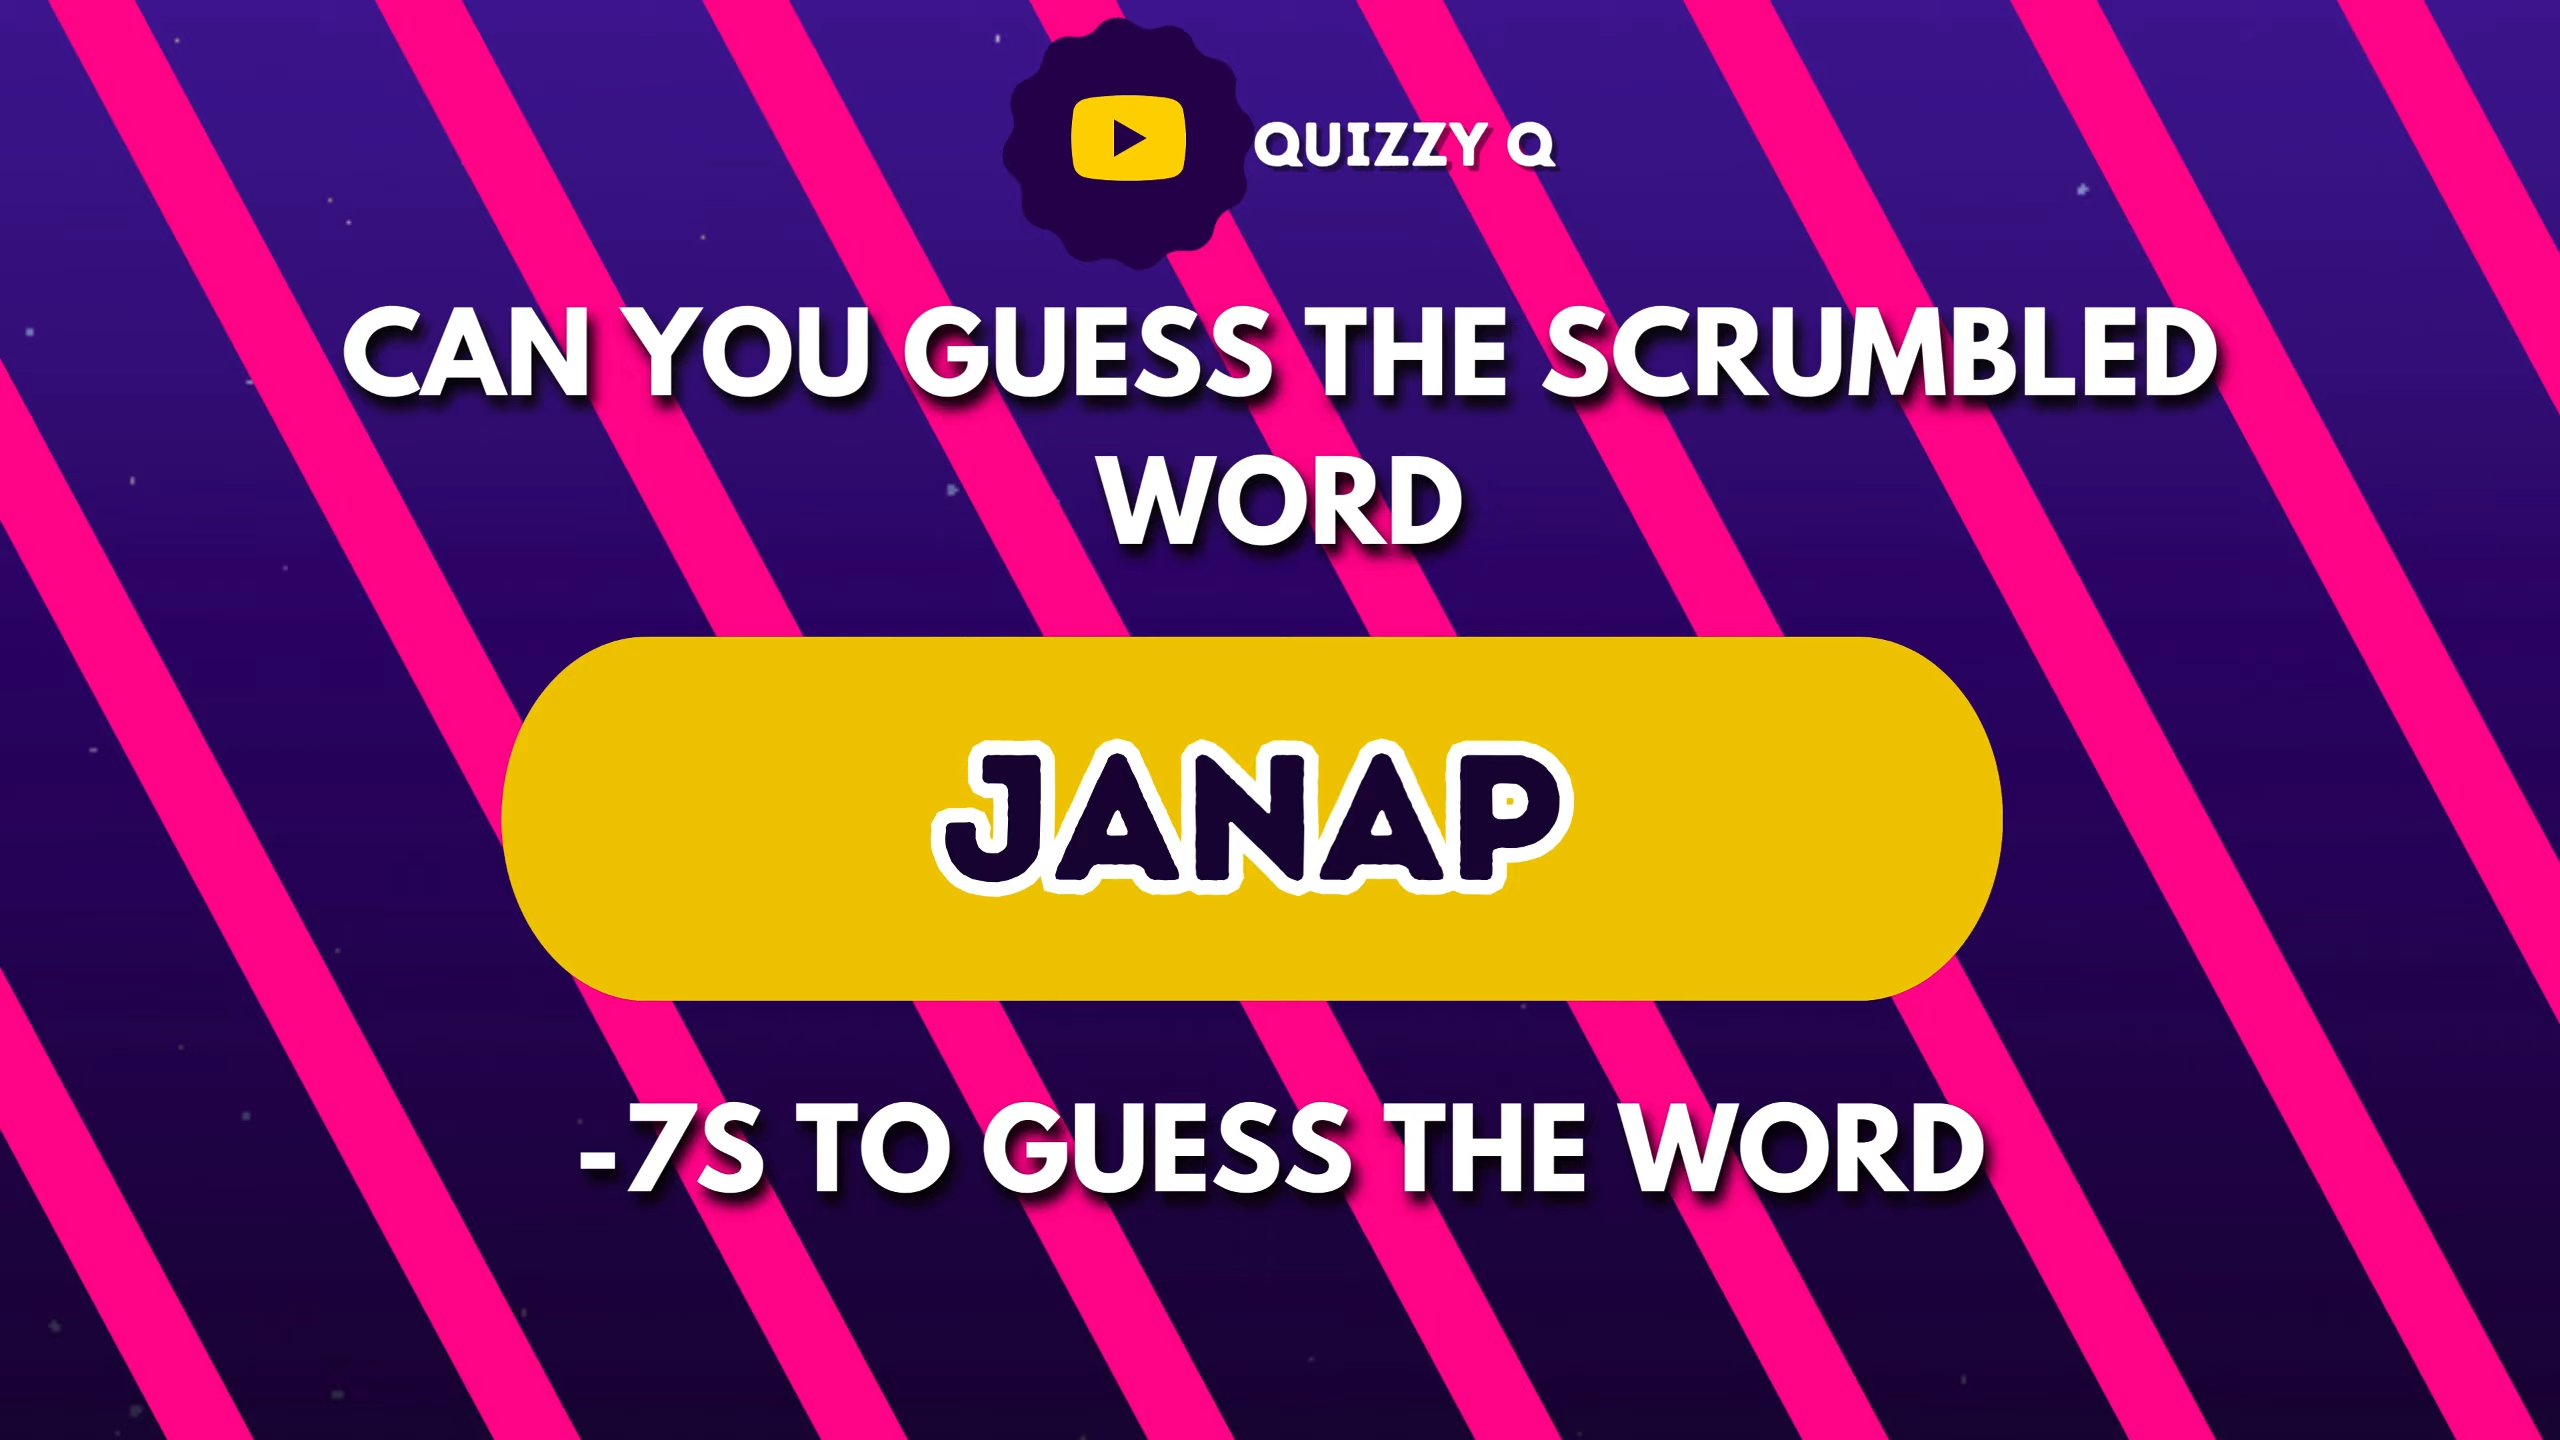 QUIZZY Q
CAN YOU GUESS THE SCRUMBLED
WORD
JANAP
-7S TO GUESS THE WORD